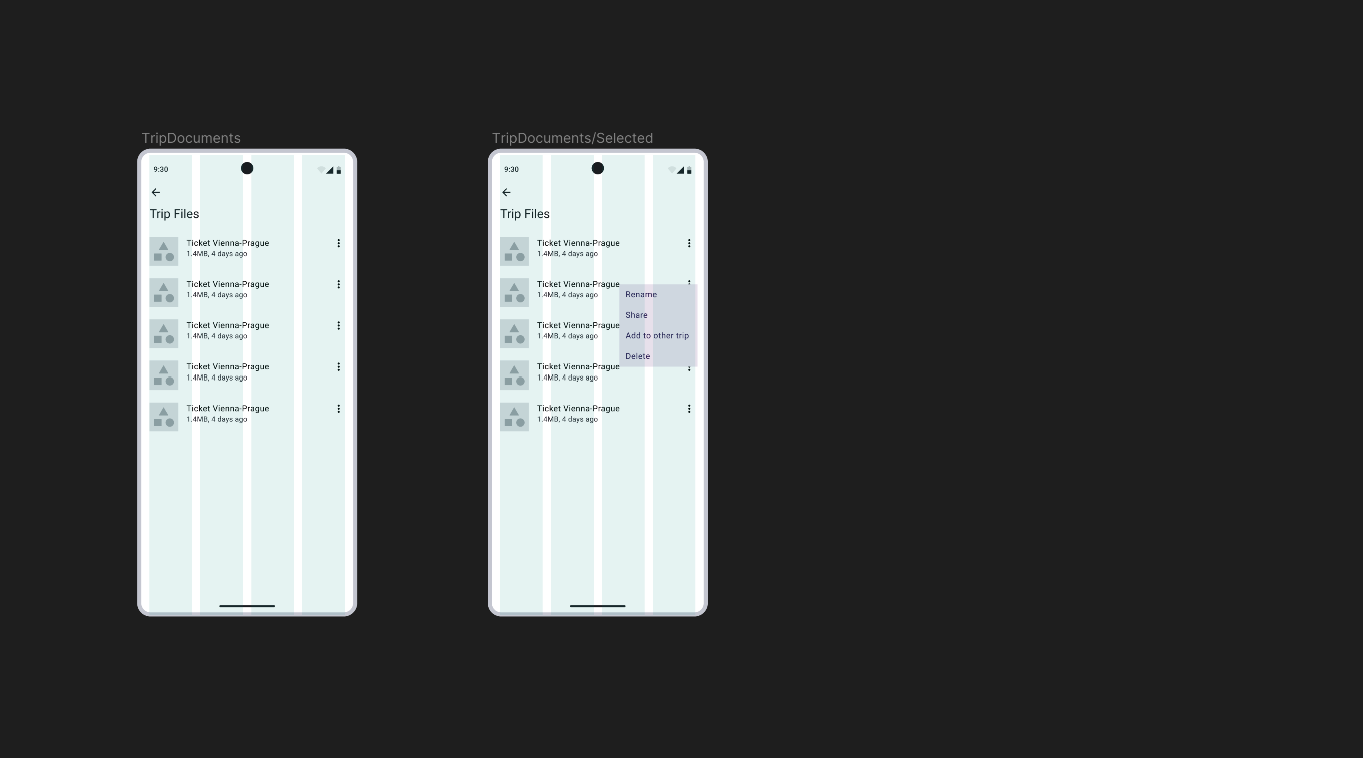 TripDocuments
9:30
Trip Files
Ticket Vienna-Prague
1.4MB, 4 days ago
Ticket Vienna-Prague
1.4MB, 4 days ago
Ticket Vienna-Prague
1.4MB, 4 days ago
Ticket Vienna-Prague
1.4MB, 4 days ago
Ticket Vienna-Prague
1.4MB, 4 days ago
TripDocuments/Selected
9:30
Trip Files
Ticket Vienna-Prague
1.4MB, 4 days ago
Ticket Vienna-Prague
1.4MB, 4 days ago
Ticket Vienna-Prague
1.4MB, 4 days ago
Ticket Vienna-Prague
1.4MB, 4 days ago
Ticket Vienna-Prague
1.4MB, 4 days ago
Rename
Share
Add to other trip
Delete